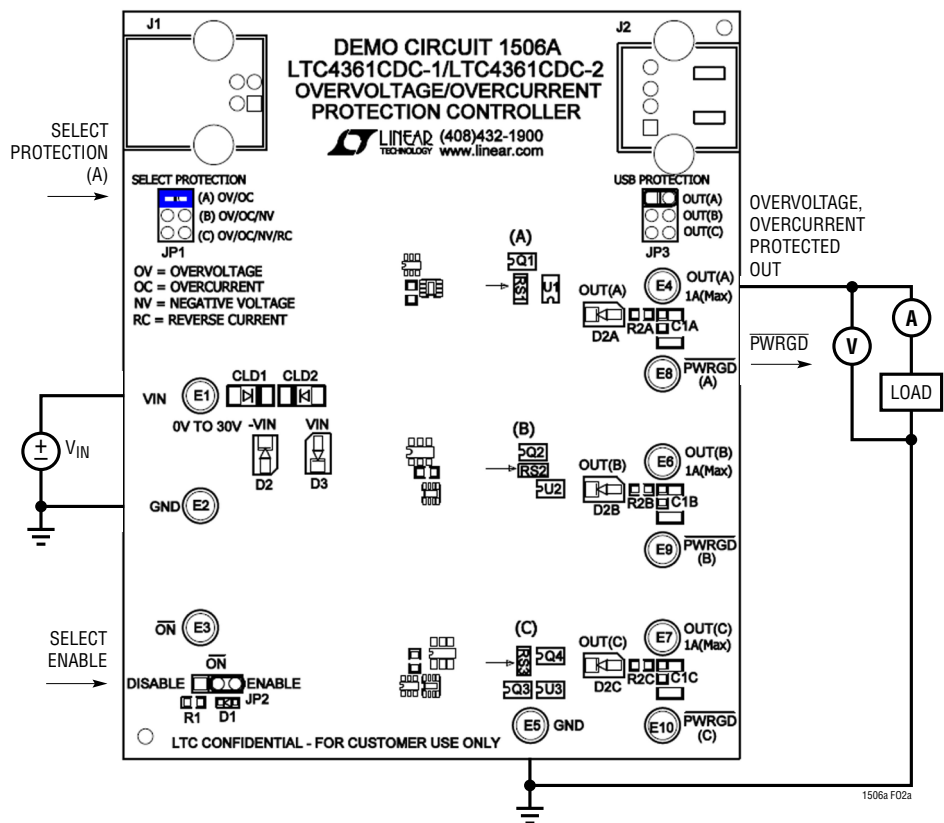 J1
J2
DEMO CIRCUIT 1506A
LTC4361CDC-1/LTC4361CDC-2
OVERVOLTAGE/OVERCURRENT
PROTECTION CONTROLLER
LINEAR TECHNOLOGY (408)432-1900
www.linear.com
SELECT
PROTECTION
(A)
SELECT PROTECTION
(A) OV/OC
(B) OV/OC/NV
(C) OV/OC/NV/RC
JP1
OV = OVERVOLTAGE
OC = OVERCURRENT
NV = NEGATIVE VOLTAGE
RC = REVERSE CURRENT
USB PROTECTION
OUT(A)
OUT(B)
OUT(C)
JP3
OVERVOLTAGE,
OVERCURRENT
PROTECTED
OUT
(A)
Q1
RS1
U1
OUT(A)
D2A
R2A
C1A
E4
OUT(A)
1A(Max)
E8
PWRGD
(A)
PWRGD
V
A
LOAD
VIN
E1
0V TO 30V
CLD1
CLD2
-VIN
VIN
D2
D3
+
–
VIN
GND
E2
(B)
Q2
RS2
U2
OUT(B)
D2B
R2B
C1B
E6
OUT(B)
1A(Max)
E9
PWRGD
(B)
ON
E3
SELECT
ENABLE
ON
DISABLE
ENABLE
JP2
R1
D1
(C)
RS3
Q4
Q3
U3
OUT(C)
D2C
R2C
C1C
E7
OUT(C)
1A(Max)
E10
PWRGD
(C)
E5
GND
LTC CONFIDENTIAL - FOR CUSTOMER USE ONLY
1506a F02a